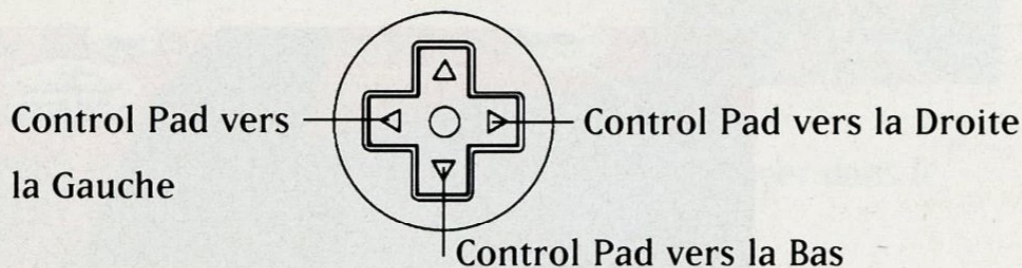 Control Pad vers
la Gauche
Control Pad vers la Droite
Control Pad vers la Bas